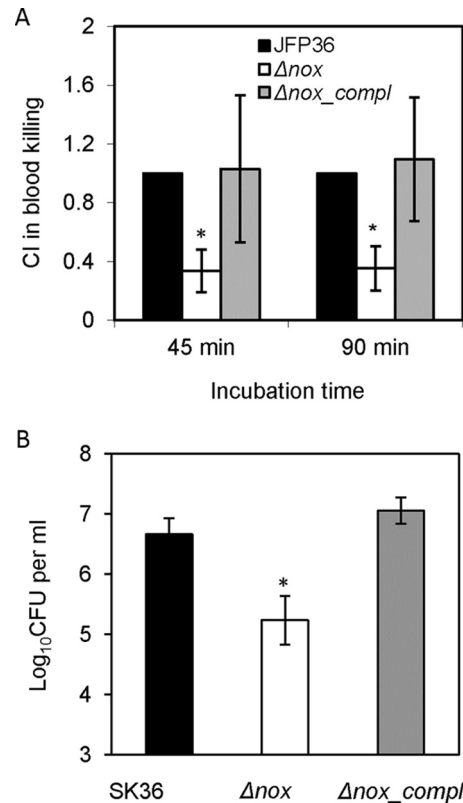 A
2
1.6
1.2
0.8
0.4
0
CI in blood killing
JFP36
Δnox
Δnox_compl
*
*
45 min 90 min
Incubation time
B
8
7
6
5
4
3
Log10CFU per ml
*
SK36 Δnox Δnox_compl